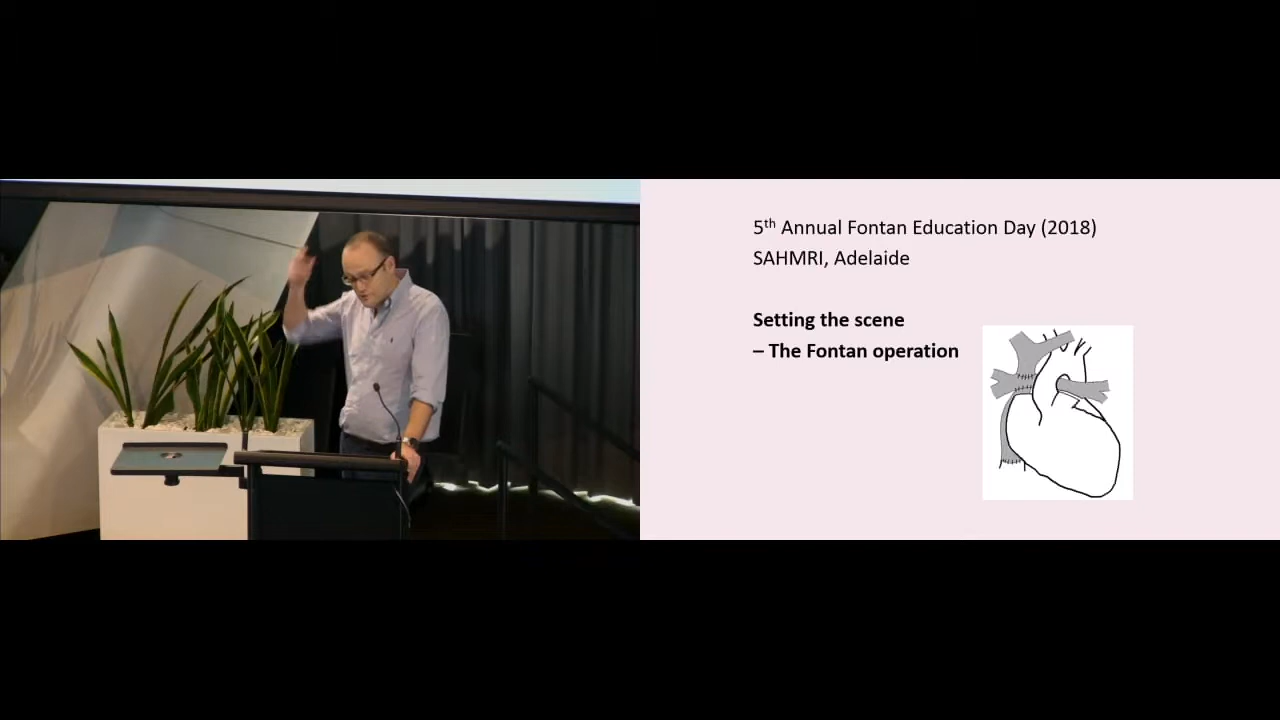 5th Annual Fontan Education Day (2018)
SAHMRI, Adelaide
Setting the scene
– The Fontan operation